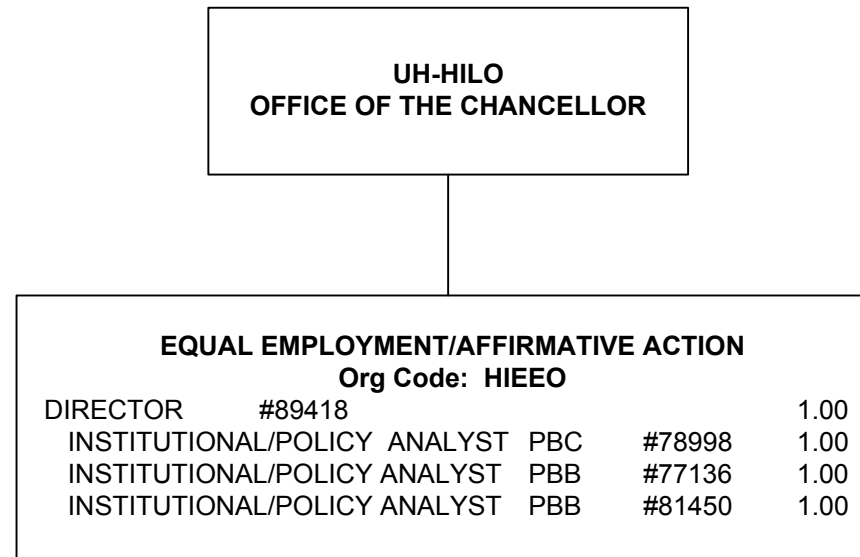 UH-HILO
OFFICE OF THE CHANCELLOR
EQUAL EMPLOYMENT/AFFIRMATIVE ACTION
Org Code: HIEEO
DIRECTOR #89418 1.00
INSTITUTIONAL/POLICY ANALYST PBC #78998 1.00
INSTITUTIONAL/POLICY ANALYST PBB #77136 1.00
INSTITUTIONAL/POLICY ANALYST PBB #81450 1.00